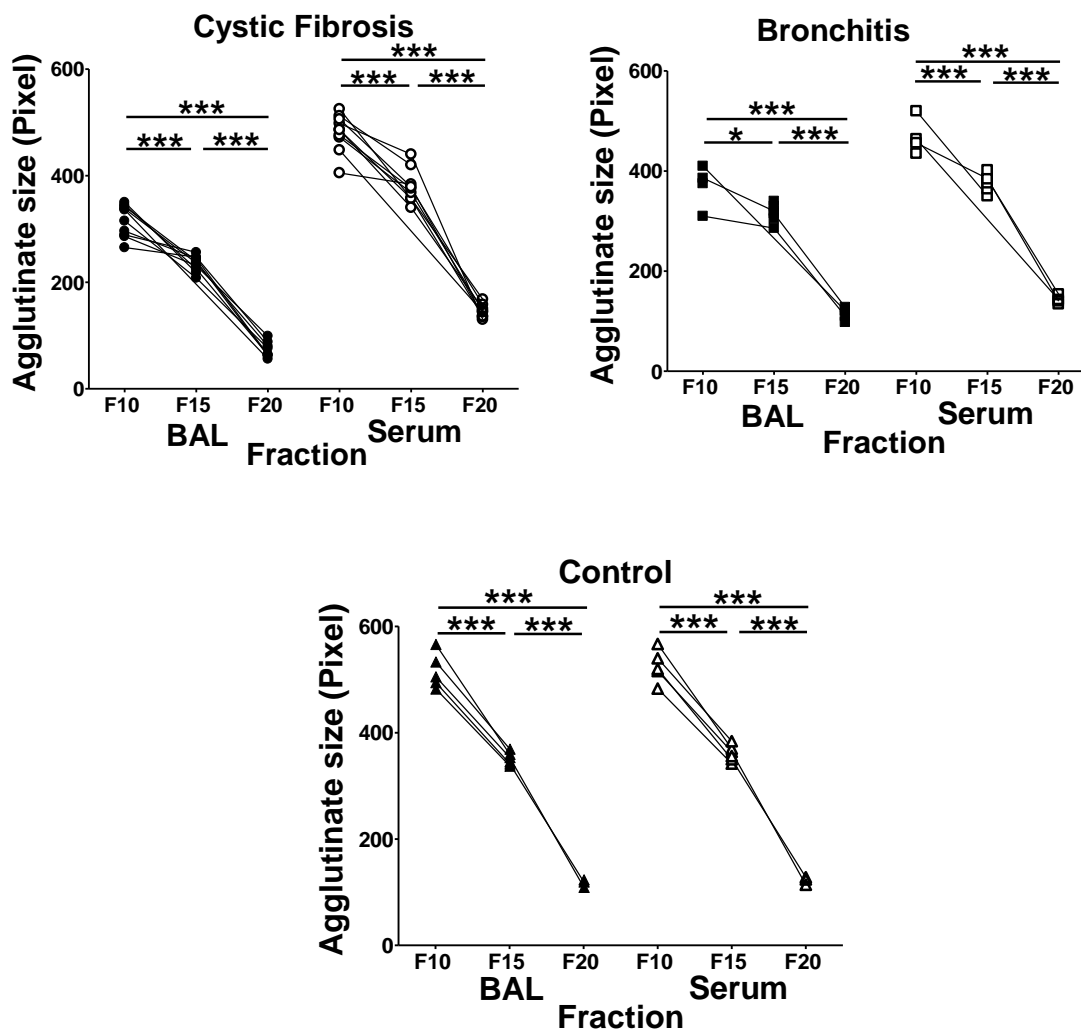 Cystic Fibrosis
***
***
***
***
***
***
Agglutinate size (Pixel)
600
400
200
0
F10 F15 F20 F10 F15 F20
BAL Serum
Fraction
Bronchitis
***
***
***
***
*
***
Agglutinate size (Pixel)
600
400
200
0
F10 F15 F20 F10 F15 F20
BAL Serum
Fraction
Control
***
***
***
***
***
***
Agglutinate size (Pixel)
600
400
200
0
F10 F15 F20 F10 F15 F20
BAL Serum
Fraction